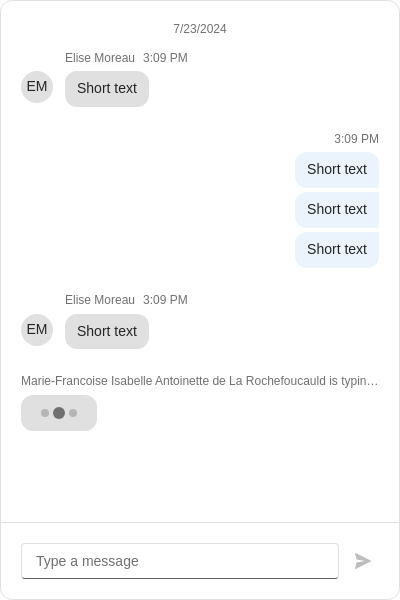 7/23/2024
Elise Moreau 3:09 PM
EM
Short text
3:09 PM
Short text
Short text
Short text
Elise Moreau 3:09 PM
EM
Short text
Marie-Francoise Isabelle Antoinette de La Rochefoucauld is typin…
Type a message